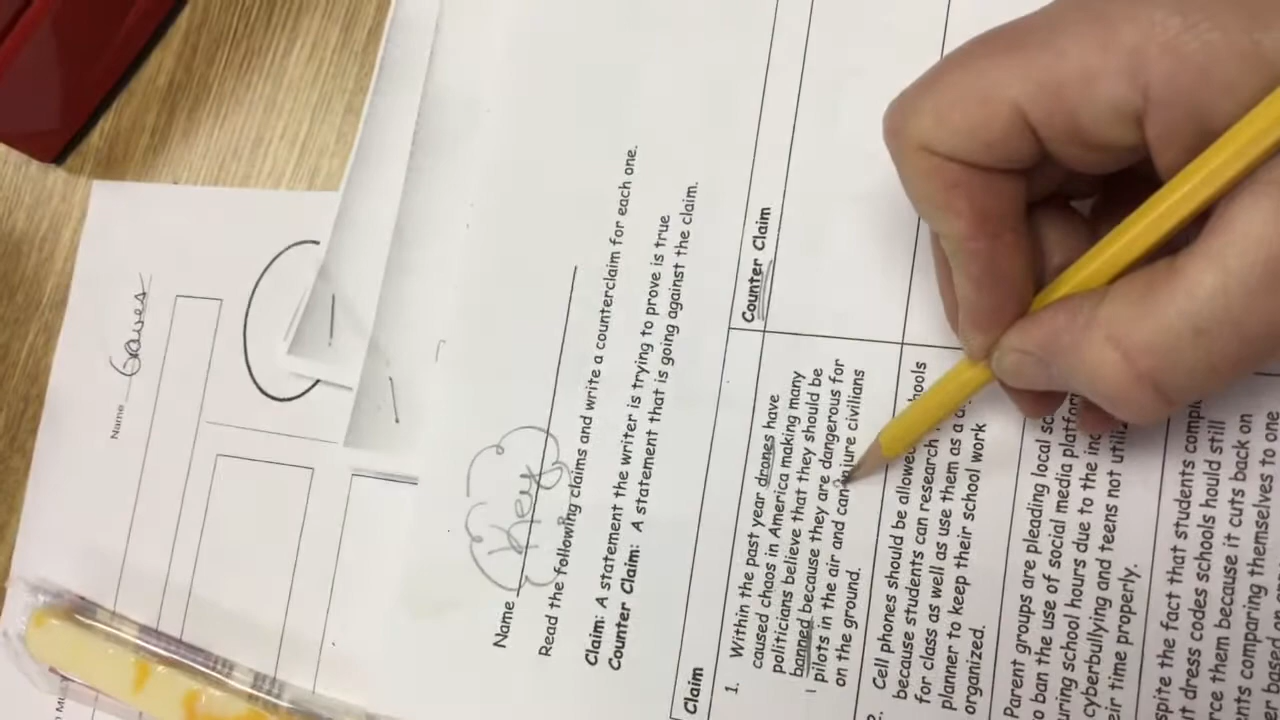 Name Graves
Name Key
Read the following claims and write a counterclaim for each one.
Claim: A statement the writer is trying to prove is true
Counter Claim: A statement that is going against the claim.
Claim
Counter Claim
1. Within the past year drones have
caused chaos in America making many
politicians believe that they should be
banned because they are dangerous for
pilots in the air and can injure civilians
on the ground.
Cell phones should be allowed
because students can research
for class as well as use them as a
planner to keep their school work
organized.
Parent groups are pleading local
to ban the use of social media
school hours due to the
cyberbullying and teens not
time properly.
the fact that students
dress codes schools should still
them because it cuts back on
comparing themselves to one
based on